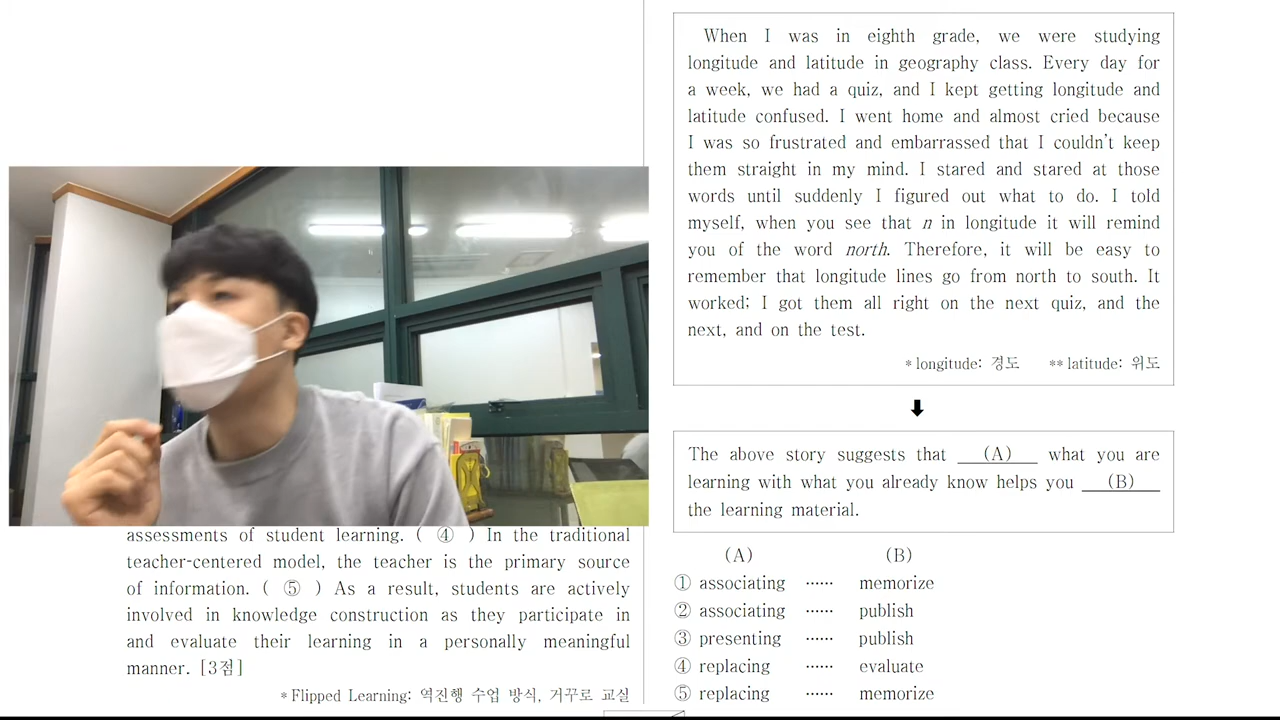 assessments of student learning. ( ④ ) In the traditional
teacher-centered model, the teacher is the primary source
of information. ( ⑤ ) As a result, students are actively
involved in knowledge construction as they participate in
and evaluate their learning in a personally meaningful
manner. [3점]
* Flipped Learning: 역진행 수업 방식, 거꾸로 교실
When I was in eighth grade, we were studying
longitude and latitude in geography class. Every day for
a week, we had a quiz, and I kept getting longitude and
latitude confused. I went home and almost cried because
I was so frustrated and embarrassed that I couldn't keep
them straight in my mind. I stared and stared at those
words until suddenly I figured out what to do. I told
myself, when you see that n in longitude it will remind
you of the word north. Therefore, it will be easy to
remember that longitude lines go from north to south. It
worked; I got them all right on the next quiz, and the
next, and on the test.
* longitude: 경도 ** latitude: 위도
The above story suggests that (A) what you are
learning with what you already know helps you (B)
the learning material.
(A) (B)
① associating ······ memorize
② associating ······ publish
③ presenting ······ publish
④ replacing ······ evaluate
⑤ replacing ······ memorize